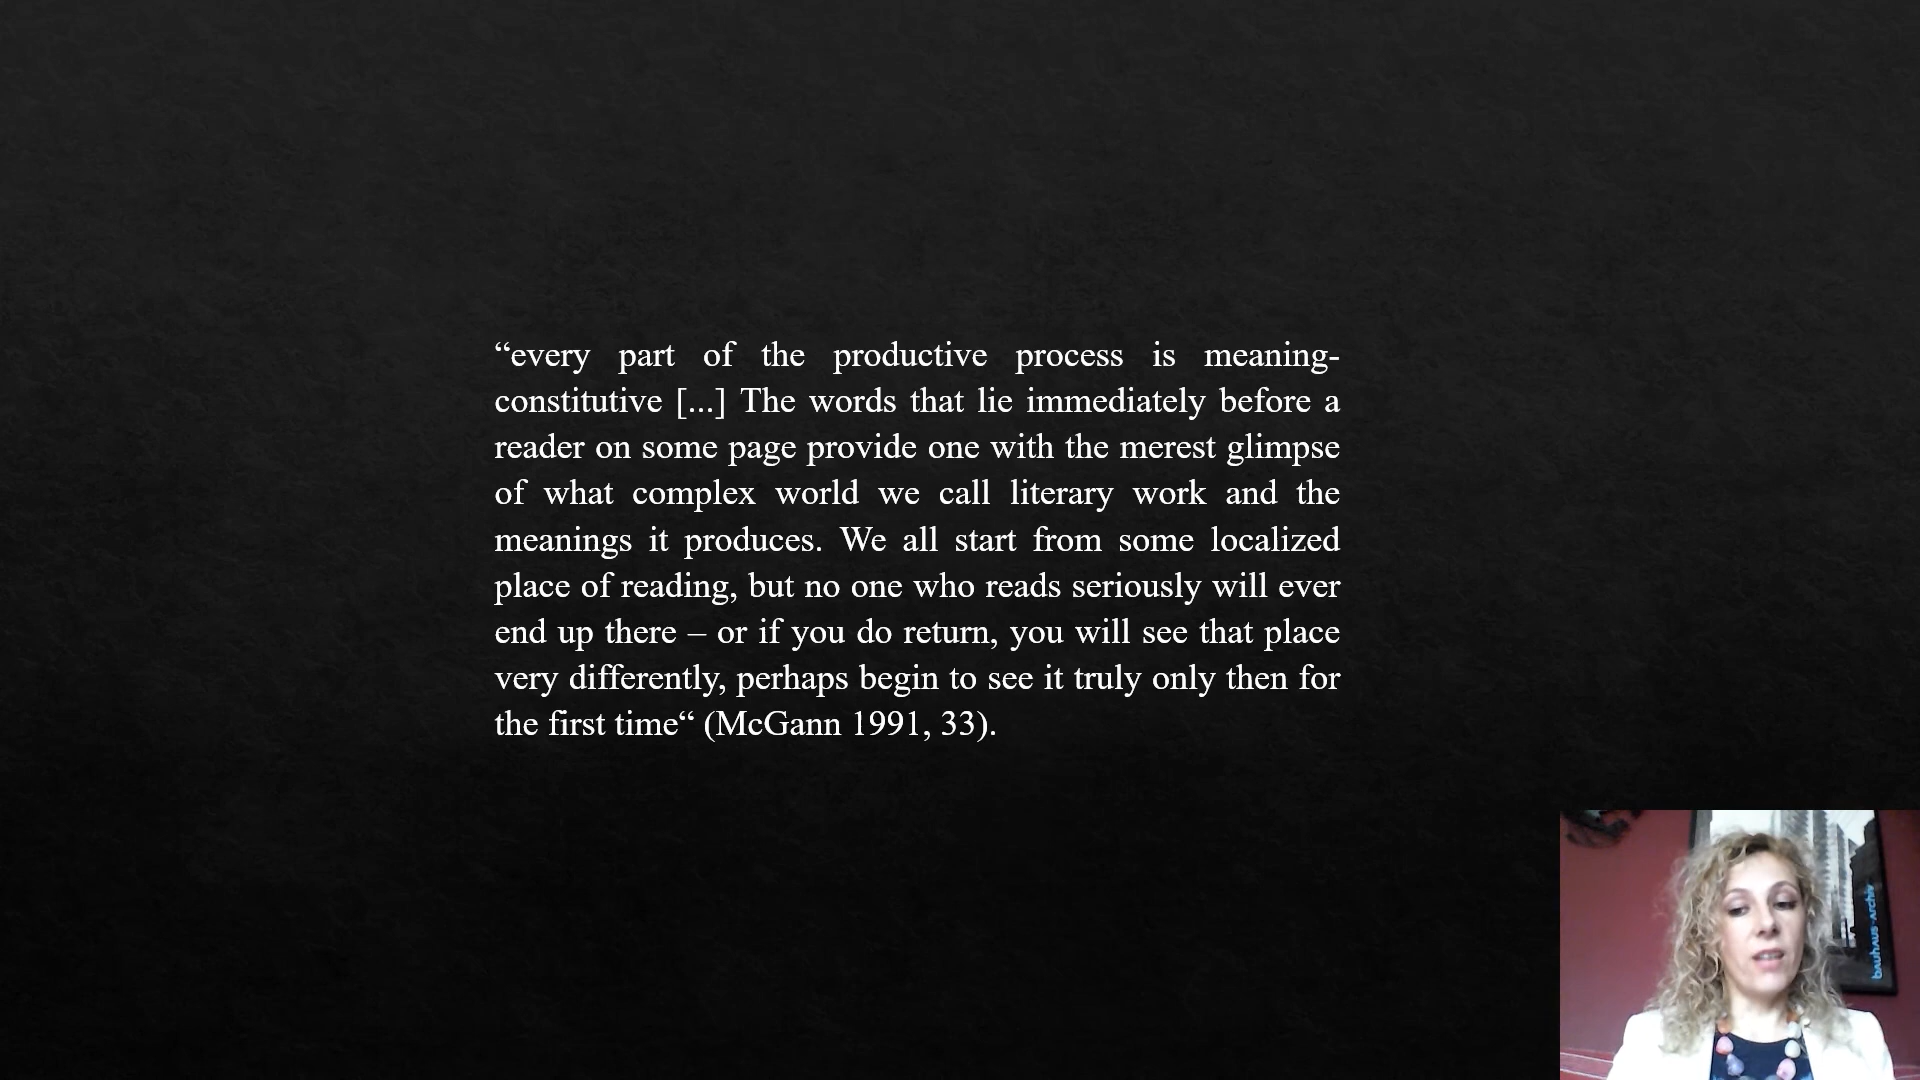 “every part of the productive process is meaning-
constitutive [...] The words that lie immediately before a
reader on some page provide one with the merest glimpse
of what complex world we call literary work and the
meanings it produces. We all start from some localized
place of reading, but no one who reads seriously will ever
end up there – or if you do return, you will see that place
very differently, perhaps begin to see it truly only then for
the first time“ (McGann 1991, 33).
bauhaus-archiv